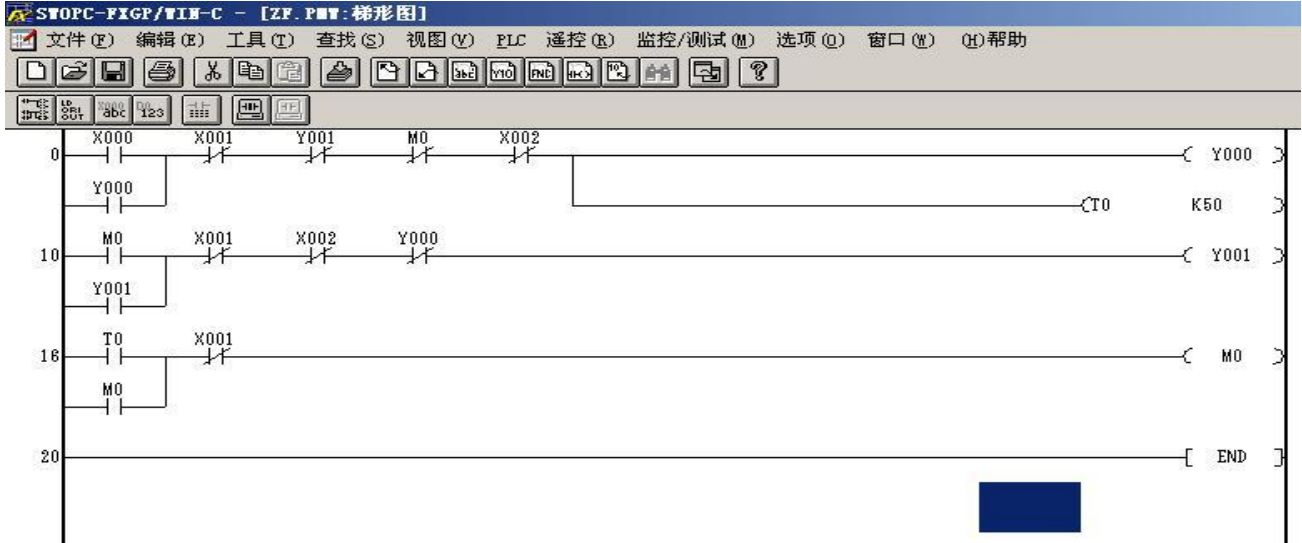 SWOPC-FXGP/WIN-C - [ZF.PMW:梯形图]
文件(F) 编辑(E) 工具(T) 查找(S) 视图(V) PLC 遥控(R) 监控/测试(M) 选项(O) 窗口(W) (H)帮助
X000 X001 Y001 M0 X002
0 Y000
Y000
T0 K50
M0 X001 X002 Y000
10 Y001
Y001
T0 X001
16 M0
M0
20 END